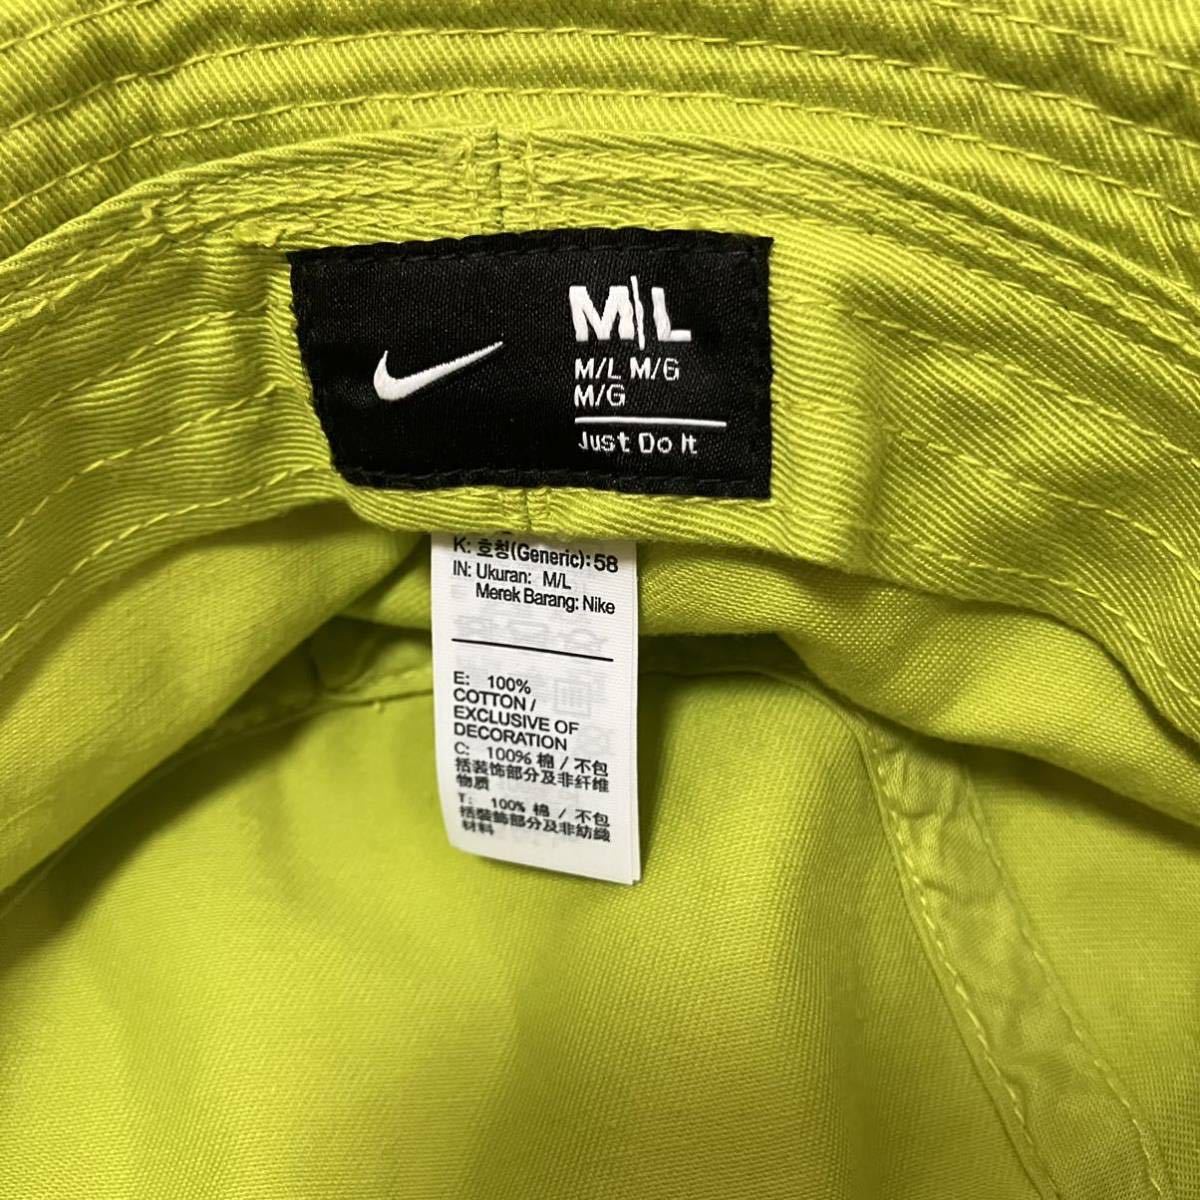 M|L
M/L M/G
M/G
Just Do It
K: 호칭(Generic): 58
IN: Ukuran: M/L
Merek Barang: Nike
E: 100%
COTTON /
EXCLUSIVE OF
DECORATION
C: 100% 棉 / 不包
括装饰部分及非纤维
物质
T: 100% 棉 / 不包
括裝飾部分及非紡織
材料